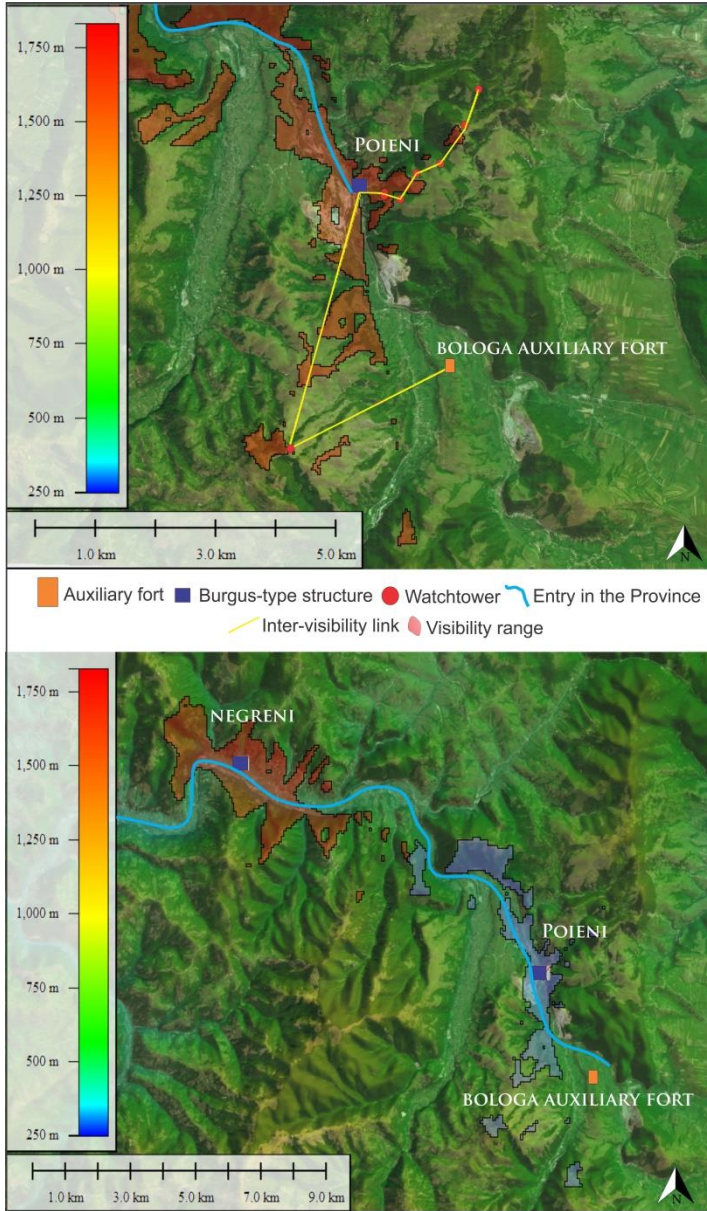 1,750 m
1,500 m
1,250 m
1,000 m
750 m
500 m
250 m
POIENI
BOLOGA AUXILIARY FORT
1.0 km 3.0 km 5.0 km
N
Auxiliary fort Burgus-type structure Watchtower Entry in the Province
Inter-visibility link Visibility range
1,750 m
1,500 m
1,250 m
1,000 m
750 m
500 m
250 m
NEGRENI
POIENI
BOLOGA AUXILIARY FORT
1.0 km 3.0 km 5.0 km 7.0 km 9.0 km
N